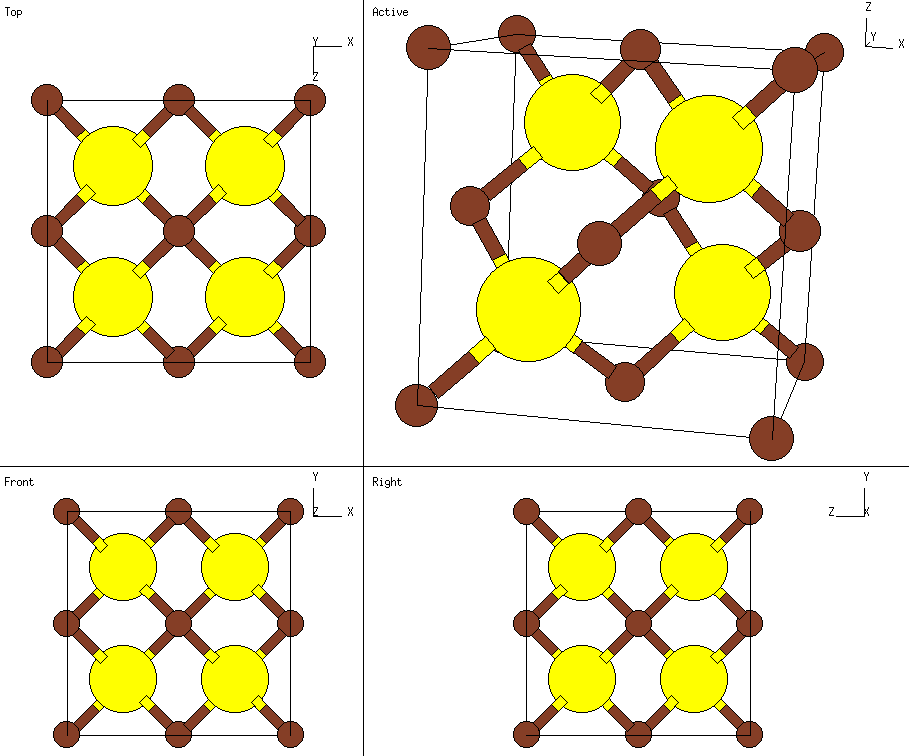 Top
Y X
Z
Active
Z
Y X
Front
Y
Z X
Right
Y
Z X